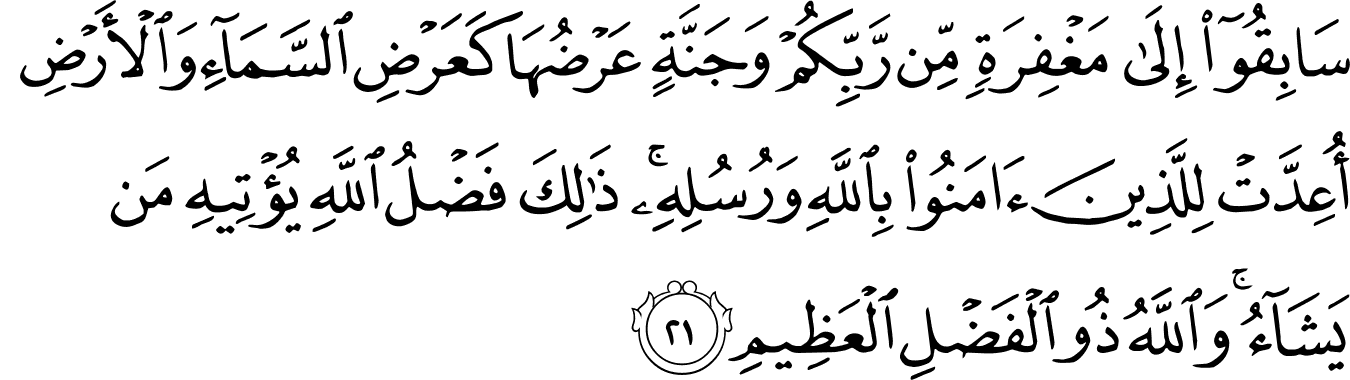 سَابِقُوٓا۟ إِلَىٰ مَغْفِرَةٍ مِّن رَّبِّكُمْ وَجَنَّةٍ عَرْضُهَا كَعَرْضِ ٱلسَّمَآءِ وَٱلْأَرْضِ
أُعِدَّتْ لِلَّذِينَ ءَامَنُوا۟ بِٱللَّهِ وَرُسُلِهِۦ ۚ ذَٰلِكَ فَضْلُ ٱللَّهِ يُؤْتِيهِ مَن
يَشَآءُ ۚ وَٱللَّهُ ذُو ٱلْفَضْلِ ٱلْعَظِيمِ ٢١